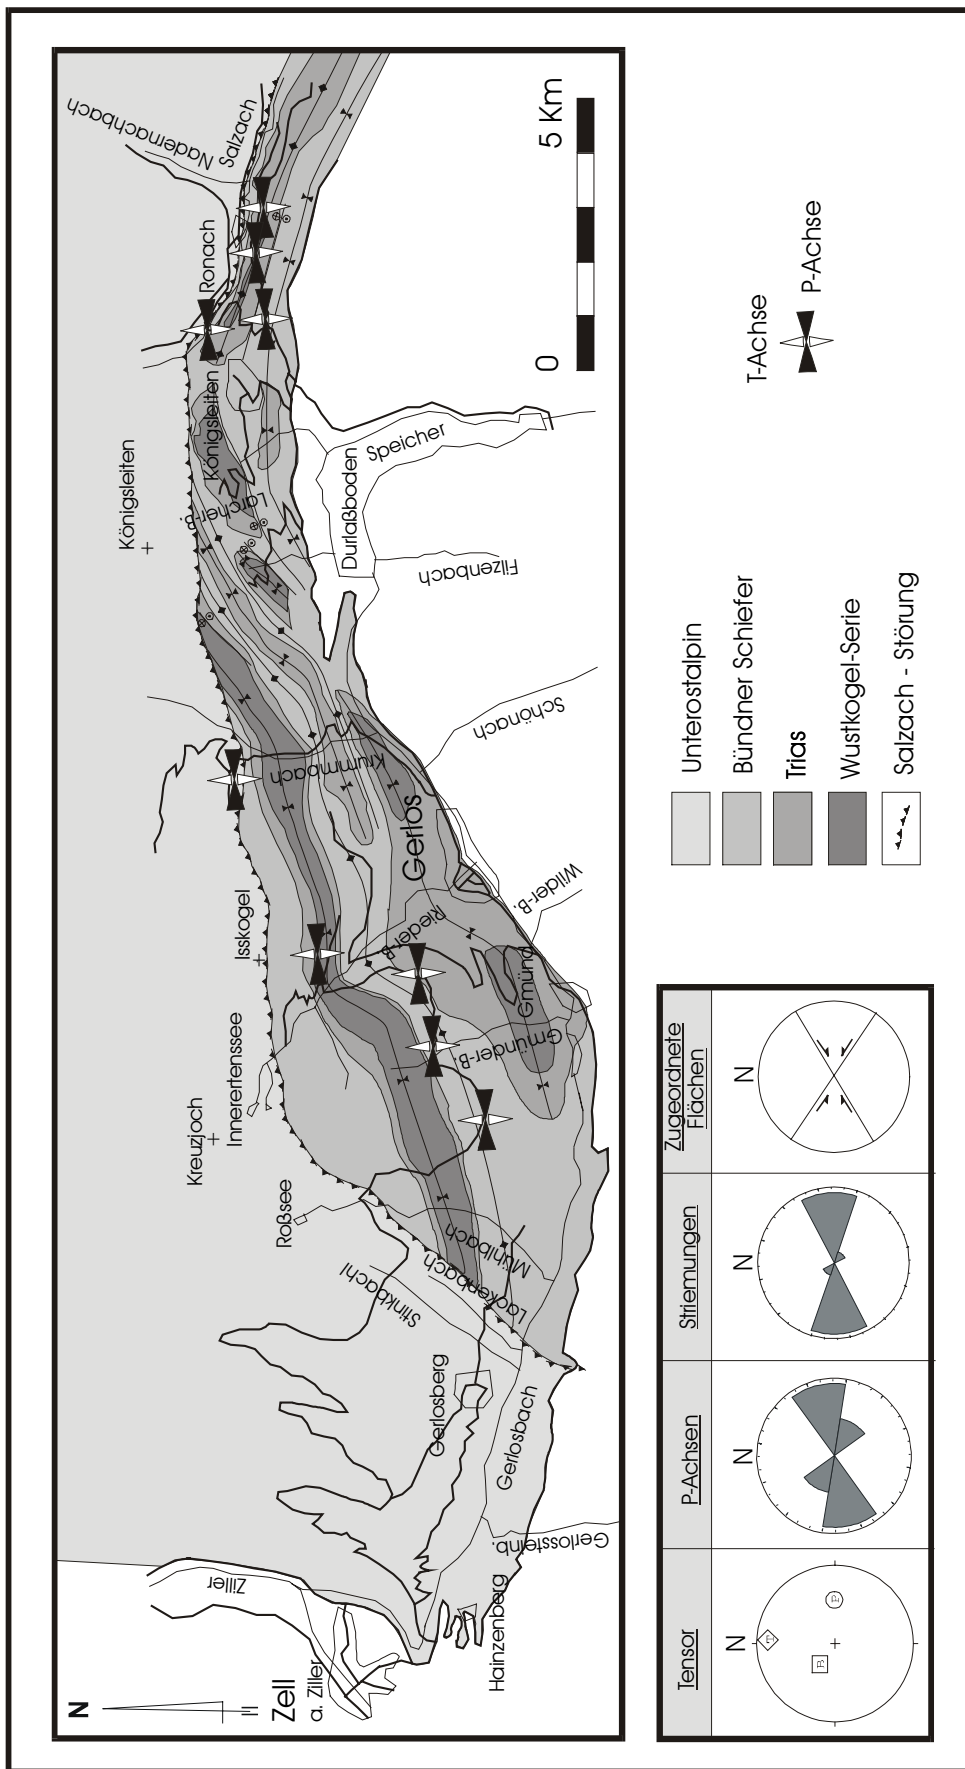 N
Zell
a. Ziller
Ziller
Hainzenberg
Gerlossteinb.
Gerlosbach
Gerlosberg
Stinkbachl
Lackenbach
Mühlbach
Roßsee
Kreuzjoch
Innerertenssee
Isskogel
Gmünder-B.
Gmünd
Rieder-B.
Wilder-B.
Gerlos
Krummbach
Schönach
Königsleiten
Larcher-B.
Königsleiten
Filzenbach
Durlaßboden
Speicher
Ronach
Nadernachbach
Salzach
0
5 Km
Tensor
P-Achsen
Striemungen
Zugeordnete
Flächen
N
N
N
N
T
B
P
Unterostalpin
Bündner Schiefer
Trias
Wustkogel-Serie
Salzach - Störung
T-Achse
P-Achse